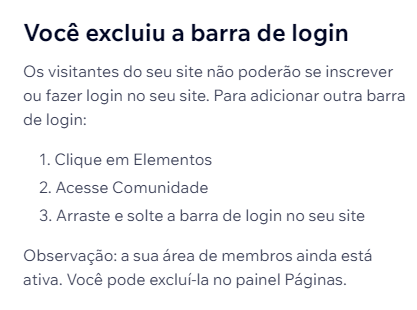 Você excluiu a barra de login
Os visitantes do seu site não poderão se inscrever
ou fazer login no seu site. Para adicionar outra barra
de login:
1. Clique em Elementos
2. Acesse Comunidade
3. Arraste e solte a barra de login no seu site
Observação: a sua área de membros ainda está
ativa. Você pode excluí-la no painel Páginas.